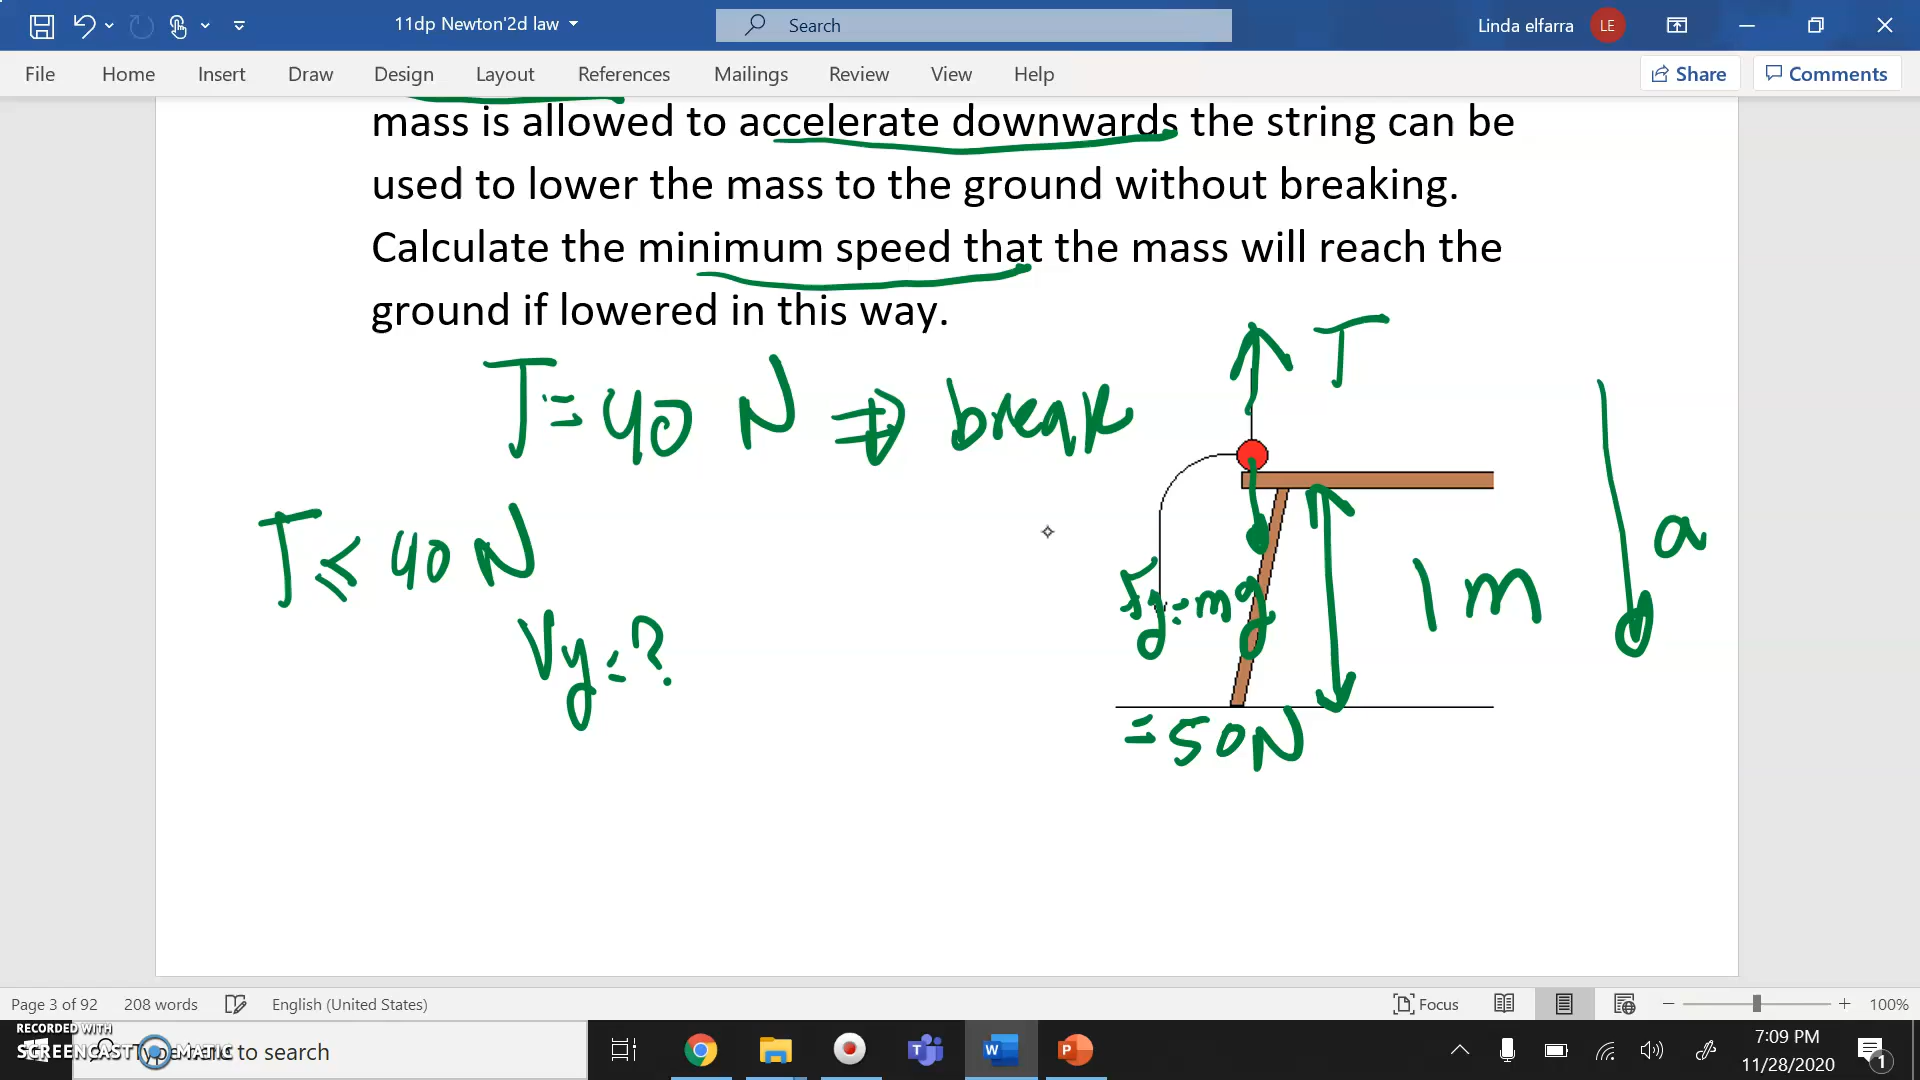 11dp Newton'2d law
Search
Linda elfarra
LE
File Home Insert Draw Design Layout References Mailings Review View Help
Share
Comments
mass is allowed to accelerate downwards the string can be
used to lower the mass to the ground without breaking.
Calculate the minimum speed that the mass will reach the
ground if lowered in this way.
T
T = 40 N ⇒ break
a
T ≤ 40 N
1 m
Fg = mg
Vy = ?
= 50N
Page 3 of 92
208 words
English (United States)
Focus
100%
RECORDED WITH
SCREENCAST MATIC
Type here to search
7:09 PM
11/28/2020
1